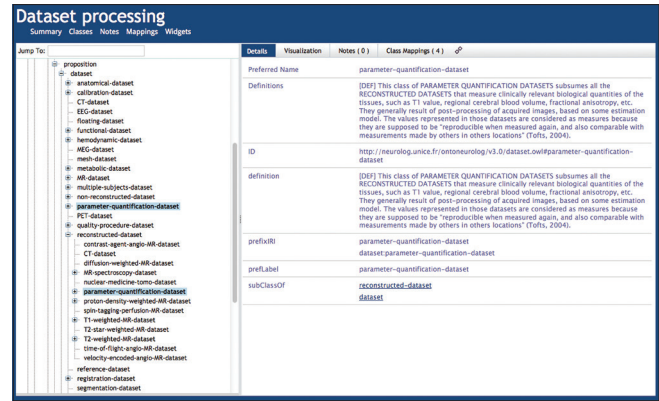 Dataset processing
Summary Classes Notes Mappings Widgets
Jump To:
proposition
dataset
anatomical-dataset
calibration-dataset
CT-dataset
EEG-dataset
floating-dataset
functional-dataset
hemodynamic-dataset
MEG-dataset
mesh-dataset
metabolic-dataset
MR-dataset
multiple-subjects-dataset
non-reconstructed-dataset
parameter-quantification-dataset
PET-dataset
quality-procedure-dataset
reconstructed-dataset
contrast-agent-angio-MR-dataset
CT-dataset
diffusion-weighted-MR-dataset
MR-spectroscopy-dataset
nuclear-medicine-tomo-dataset
parameter-quantification-dataset
proton-density-weighted-MR-dataset
spin-tagging-perfusion-MR-dataset
T1-weighted-MR-dataset
T2-star-weighted-MR-dataset
T2-weighted-MR-dataset
time-of-flight-angio-MR-dataset
velocity-encoded-angio-MR-dataset
reference-dataset
registration-dataset
segmentation-dataset
Details Visualization Notes ( 0 ) Class Mappings ( 4 )
Preferred Name parameter-quantification-dataset
Definitions [DEF] This class of PARAMETER QUANTIFICATION DATASETS subsumes all the
RECONSTRUCTED DATASETS that measure clinically relevant biological quantities of the
tissues, such as T1 value, regional cerebral blood volume, fractional anisotropy, etc.
They generally result of post-processing of acquired images, based on some estimation
model. The values represented in those datasets are considered as measures because
they are supposed to be "reproducible when measured again, and also comparable with
measurements made by others in others locations" (Tofts, 2004).
ID http://neurolog.unice.fr/ontoneurolog/v3.0/dataset.owl#parameter-quantification-
dataset
definition [DEF] This class of PARAMETER QUANTIFICATION DATASETS subsumes all the
RECONSTRUCTED DATASETS that measure clinically relevant biological quantities of the
tissues, such as T1 value, regional cerebral blood volume, fractional anisotropy, etc.
They generally result of post-processing of acquired images, based on some estimation
model. The values represented in those datasets are considered as measures because
they are supposed to be "reproducible when measured again, and also comparable with
measurements made by others in others locations" (Tofts, 2004).
prefixIRI parameter-quantification-dataset
dataset:parameter-quantification-dataset
prefLabel parameter-quantification-dataset
subClassOf reconstructed-dataset
dataset